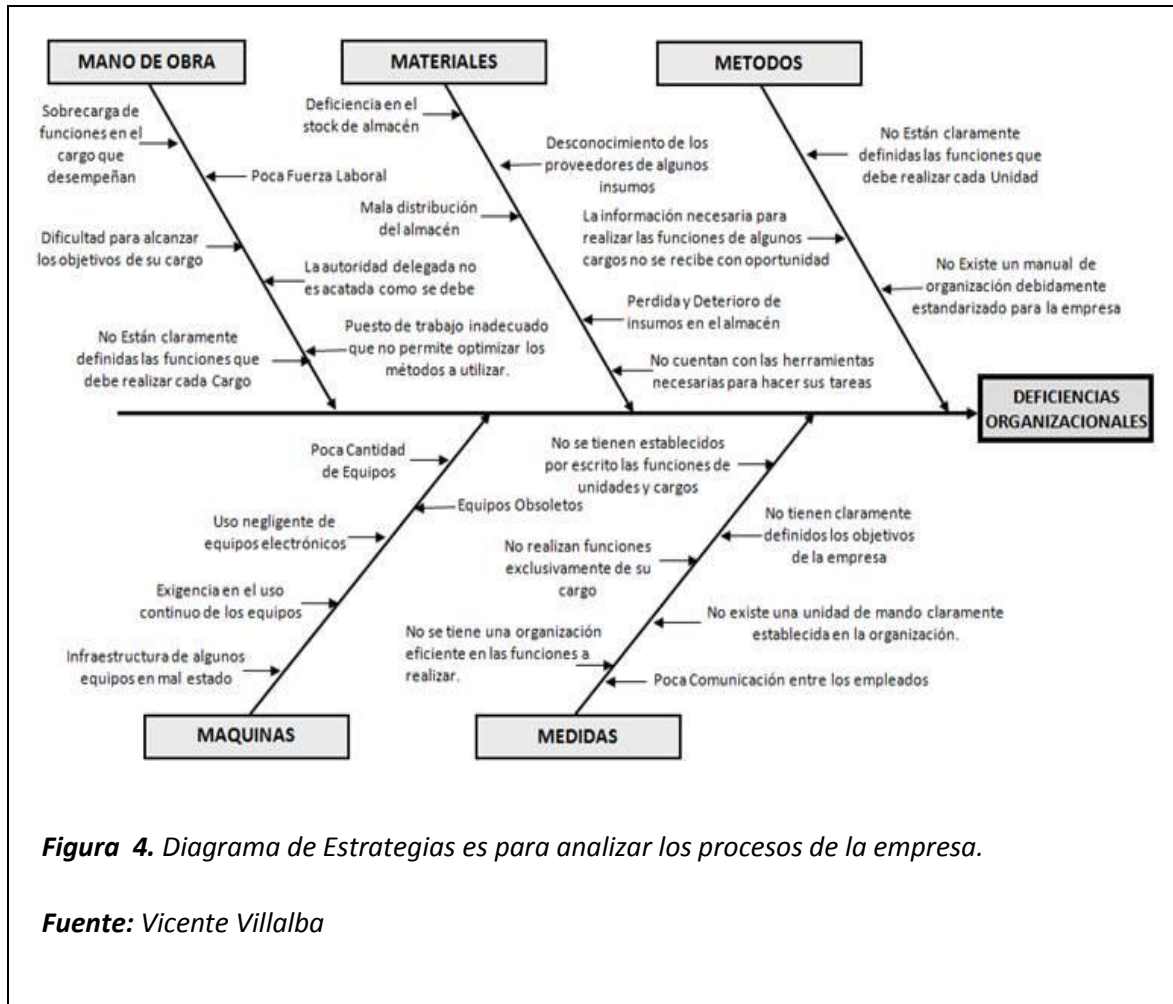 MANO DE OBRA
MATERIALES
METODOS
Sobrecarga de
funciones en el
cargo que
desempeñan
Poca Fuerza Laboral
Dificultad para alcanzar
los objetivos de su cargo
La autoridad delegada no
es acatada como se debe
No Están claramente
definidas las funciones que
debe realizar cada Cargo
Puesto de trabajo inadecuado
que no permite optimizar los
métodos a utilizar.
Deficiencia en el
stock de almacén
Desconocimiento de los
proveedores de algunos
insumos
Mala distribución
del almacén
Perdida y Deterioro de
insumos en el almacén
No cuentan con las herramientas
necesarias para hacer sus tareas
No Están claramente
definidas las funciones que
debe realizar cada Unidad
La información necesaria para
realizar las funciones de algunos
cargos no se recibe con oportunidad
No Existe un manual de
organización debidamente
estandarizado para la empresa
DEFICIENCIAS
ORGANIZACIONALES
Poca Cantidad
de Equipos
Equipos Obsoletos
Uso negligente de
equipos electrónicos
Exigencia en el uso
continuo de los equipos
Infraestructura de algunos
equipos en mal estado
No se tienen establecidos
por escrito las funciones de
unidades y cargos
No tienen claramente
definidos los objetivos
de la empresa
No realizan funciones
exclusivamente de su
cargo
No existe una unidad de mando claramente
establecida en la organización.
No se tiene una organización
eficiente en las funciones a
realizar.
Poca Comunicación entre los empleados
MAQUINAS
MEDIDAS
Figura 4. Diagrama de Estrategias es para analizar los procesos de la empresa.
Fuente: Vicente Villalba